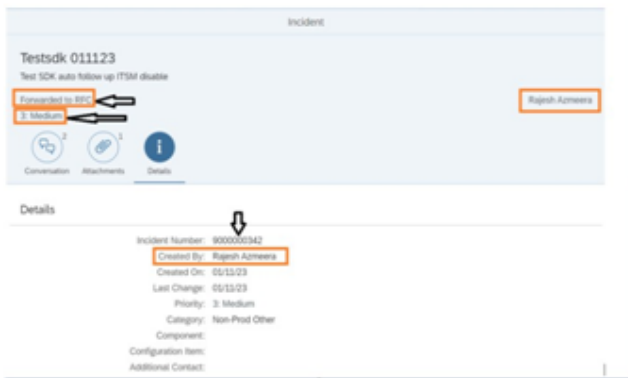 Incident
Testsdk 011123
Test SDK auto follow up ITSM disable
Forwarded to RFC
Rajesh Azmeera
3: Medium
2
1
i
Conversation
Attachments
Details
Details
Incident Number: 9000000342
Created By: Rajesh Azmeera
Created On: 01/11/23
Last Change: 01/11/23
Priority: 3: Medium
Category: Non-Prod Other
Component:
Configuration Item:
Additional Contact: